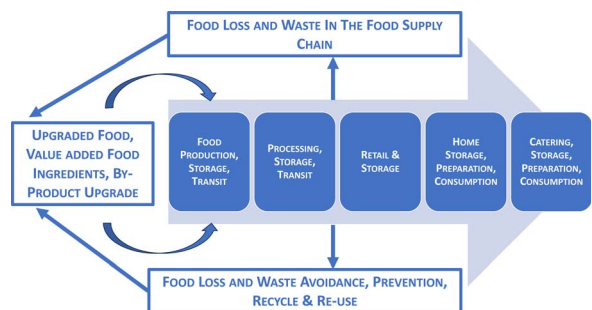 FOOD LOSS AND WASTE IN THE FOOD SUPPLY
CHAIN
UPGRADED FOOD,
VALUE ADDED FOOD
INGREDIENTS, BY-
PRODUCT UPGRADE
FOOD
PRODUCTION,
STORAGE,
TRANSIT
PROCESSING,
STORAGE,
TRANSIT
RETAIL &
STORAGE
HOME
STORAGE,
PREPARATION,
CONSUMPTION
CATERING,
STORAGE,
PREPARATION,
CONSUMPTION
FOOD LOSS AND WASTE AVOIDANCE, PREVENTION,
RECYCLE & RE-USE